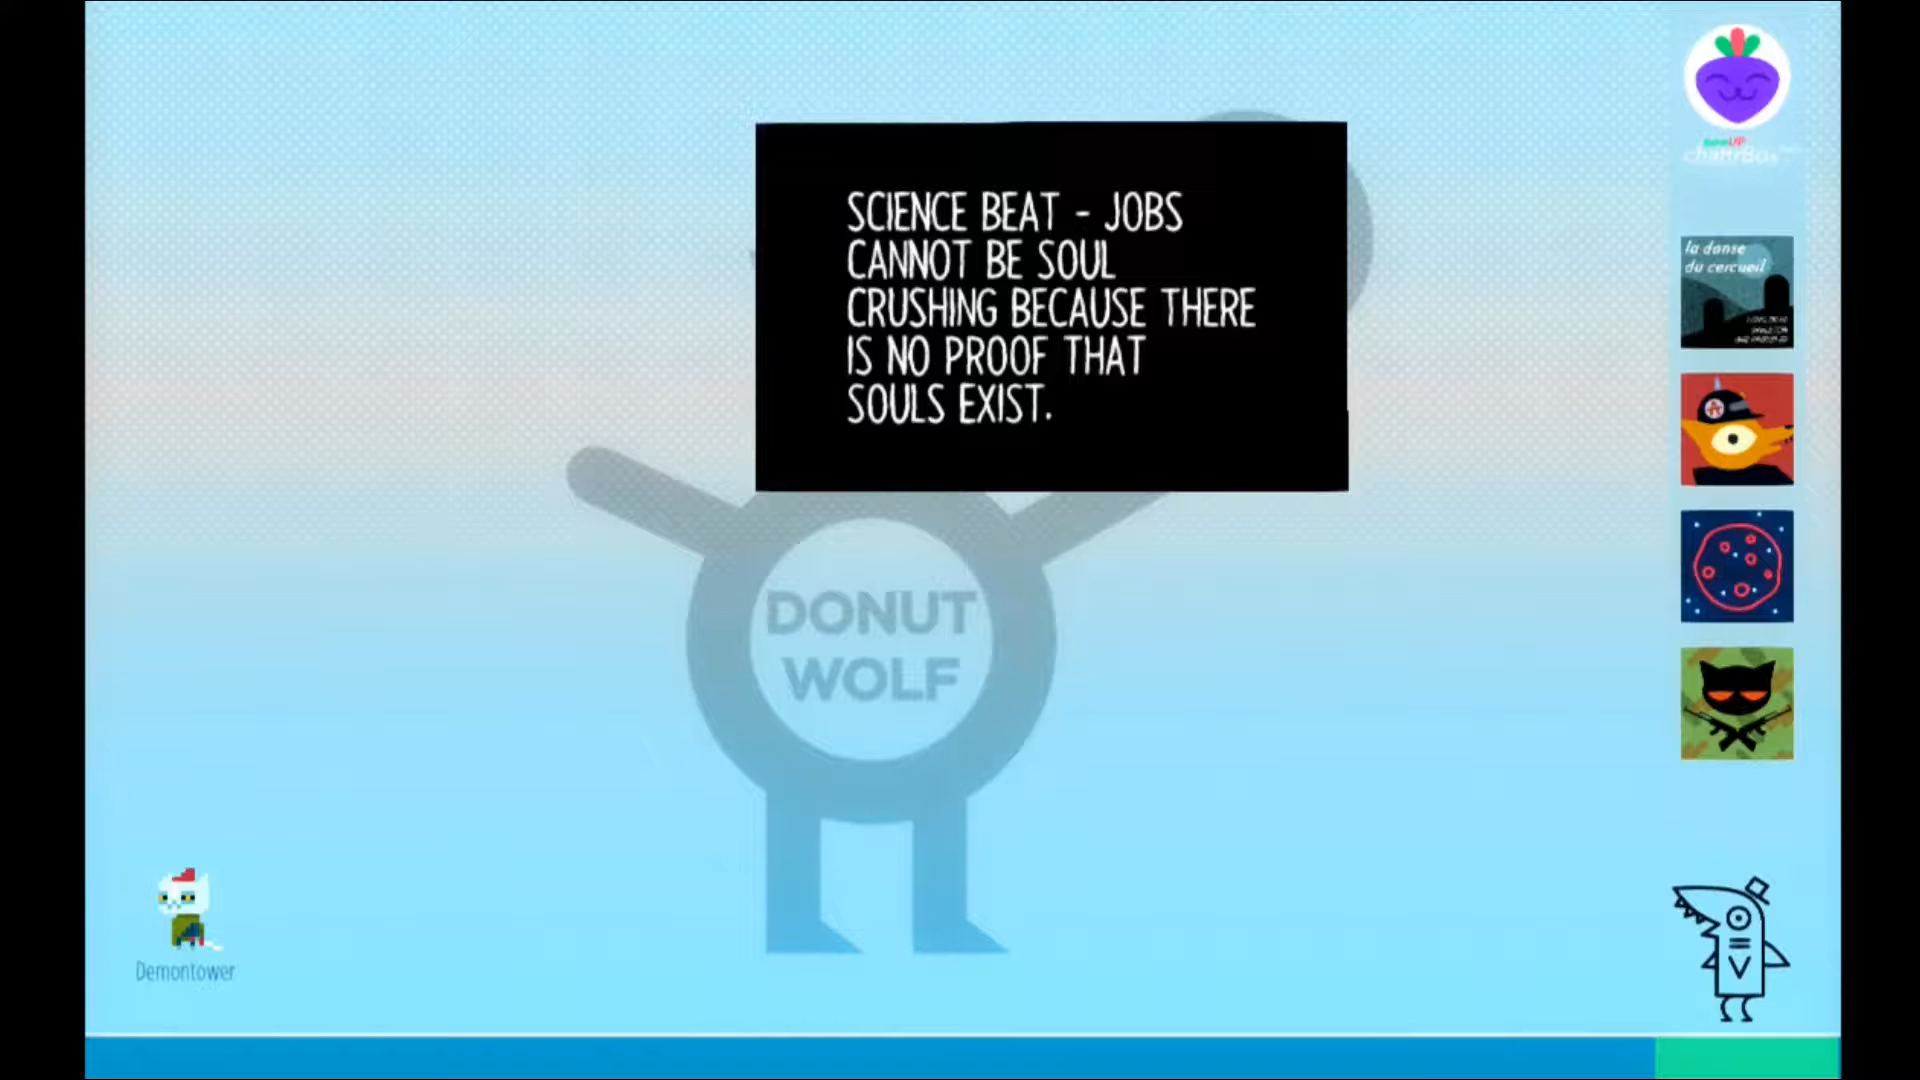 SCIENCE BEAT - JOBS
CANNOT BE SOUL
CRUSHING BECAUSE THERE
IS NO PROOF THAT
SOULS EXIST.
DONUT
WOLF
la danse
du cercueil
Demontower